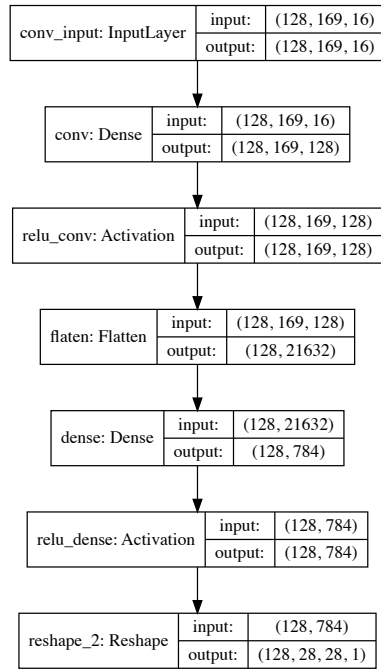 conv_input: InputLayer input: (128, 169, 16)
output: (128, 169, 16)
conv: Dense input: (128, 169, 16)
output: (128, 169, 128)
relu_conv: Activation input: (128, 169, 128)
output: (128, 169, 128)
flaten: Flatten input: (128, 169, 128)
output: (128, 21632)
dense: Dense input: (128, 21632)
output: (128, 784)
relu_dense: Activation input: (128, 784)
output: (128, 784)
reshape_2: Reshape input: (128, 784)
output: (128, 28, 28, 1)